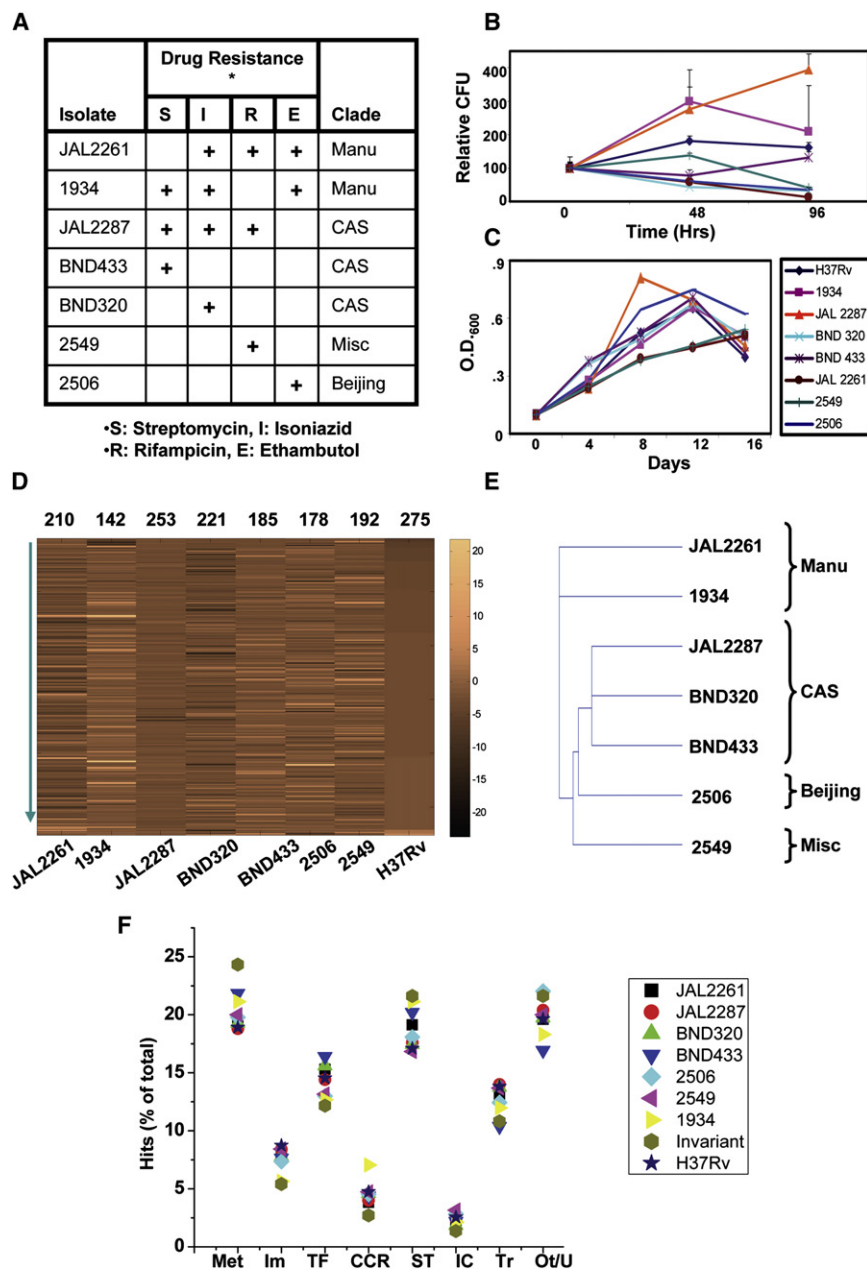 A
Drug Resistance
*
Isolate S I R E Clade
JAL2261 + + + Manu
1934 + + + Manu
JAL2287 + + + CAS
BND433 + CAS
BND320 + CAS
2549 + Misc
2506 + Beijing
•S: Streptomycin, I: Isoniazid
•R: Rifampicin, E: Ethambutol
B
Relative CFU
400
300
200
100
0
0 48 96
Time (Hrs)
C
O.D.600
.9
.6
.3
0
0 4 8 12 16
Days
H37Rv
1934
JAL 2287
BND 320
BND 433
JAL 2261
2549
2506
D
210 142 253 221 185 178 192 275
20
15
10
5
0
-5
-10
-15
-20
JAL2261 1934 JAL2287 BND320 BND433 2506 2549 H37Rv
E
JAL2261
1934
Manu
JAL2287
BND320
BND433
CAS
2506
Beijing
2549
Misc
F
Hits (% of total)
25
20
15
10
5
0
Met Im TF CCR ST IC Tr Ot/U
JAL2261
JAL2287
BND320
BND433
2506
2549
1934
Invariant
H37Rv